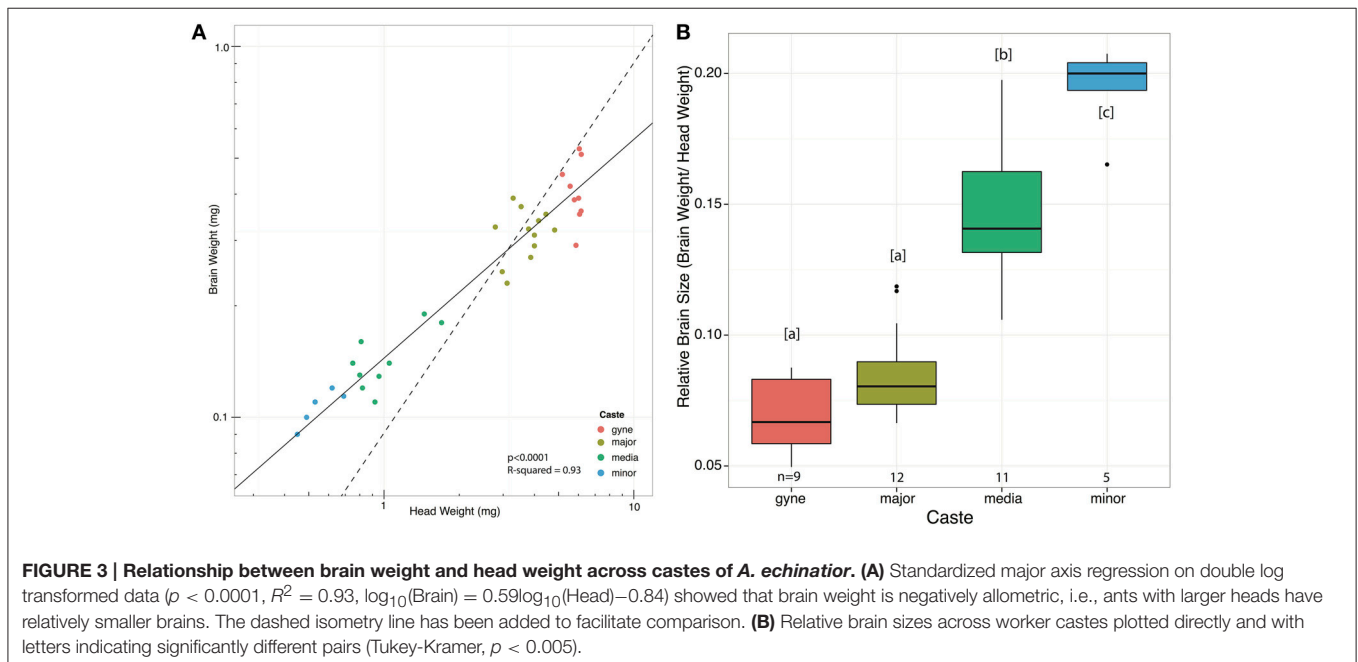 A
1.0
0.1
Brain Weight (mg)
1
10
Head Weight (mg)
p<0.0001
R-squared = 0.93
Caste
gyne
major
media
minor
B
0.20
0.15
0.10
0.05
Relative Brain Size (Brain Weight/ Head Weight)
[a]
[a]
[b]
[c]
n=9
12
11
5
gyne
major
media
minor
Caste
FIGURE 3 | Relationship between brain weight and head weight across castes of A. echinatior. (A) Standardized major axis regression on double log
transformed data (p < 0.0001, R² = 0.93, log₁₀(Brain) = 0.59log₁₀(Head)−0.84) showed that brain weight is negatively allometric, i.e., ants with larger heads have
relatively smaller brains. The dashed isometry line has been added to facilitate comparison. (B) Relative brain sizes across worker castes plotted directly and with
letters indicating significantly different pairs (Tukey-Kramer, p < 0.005).